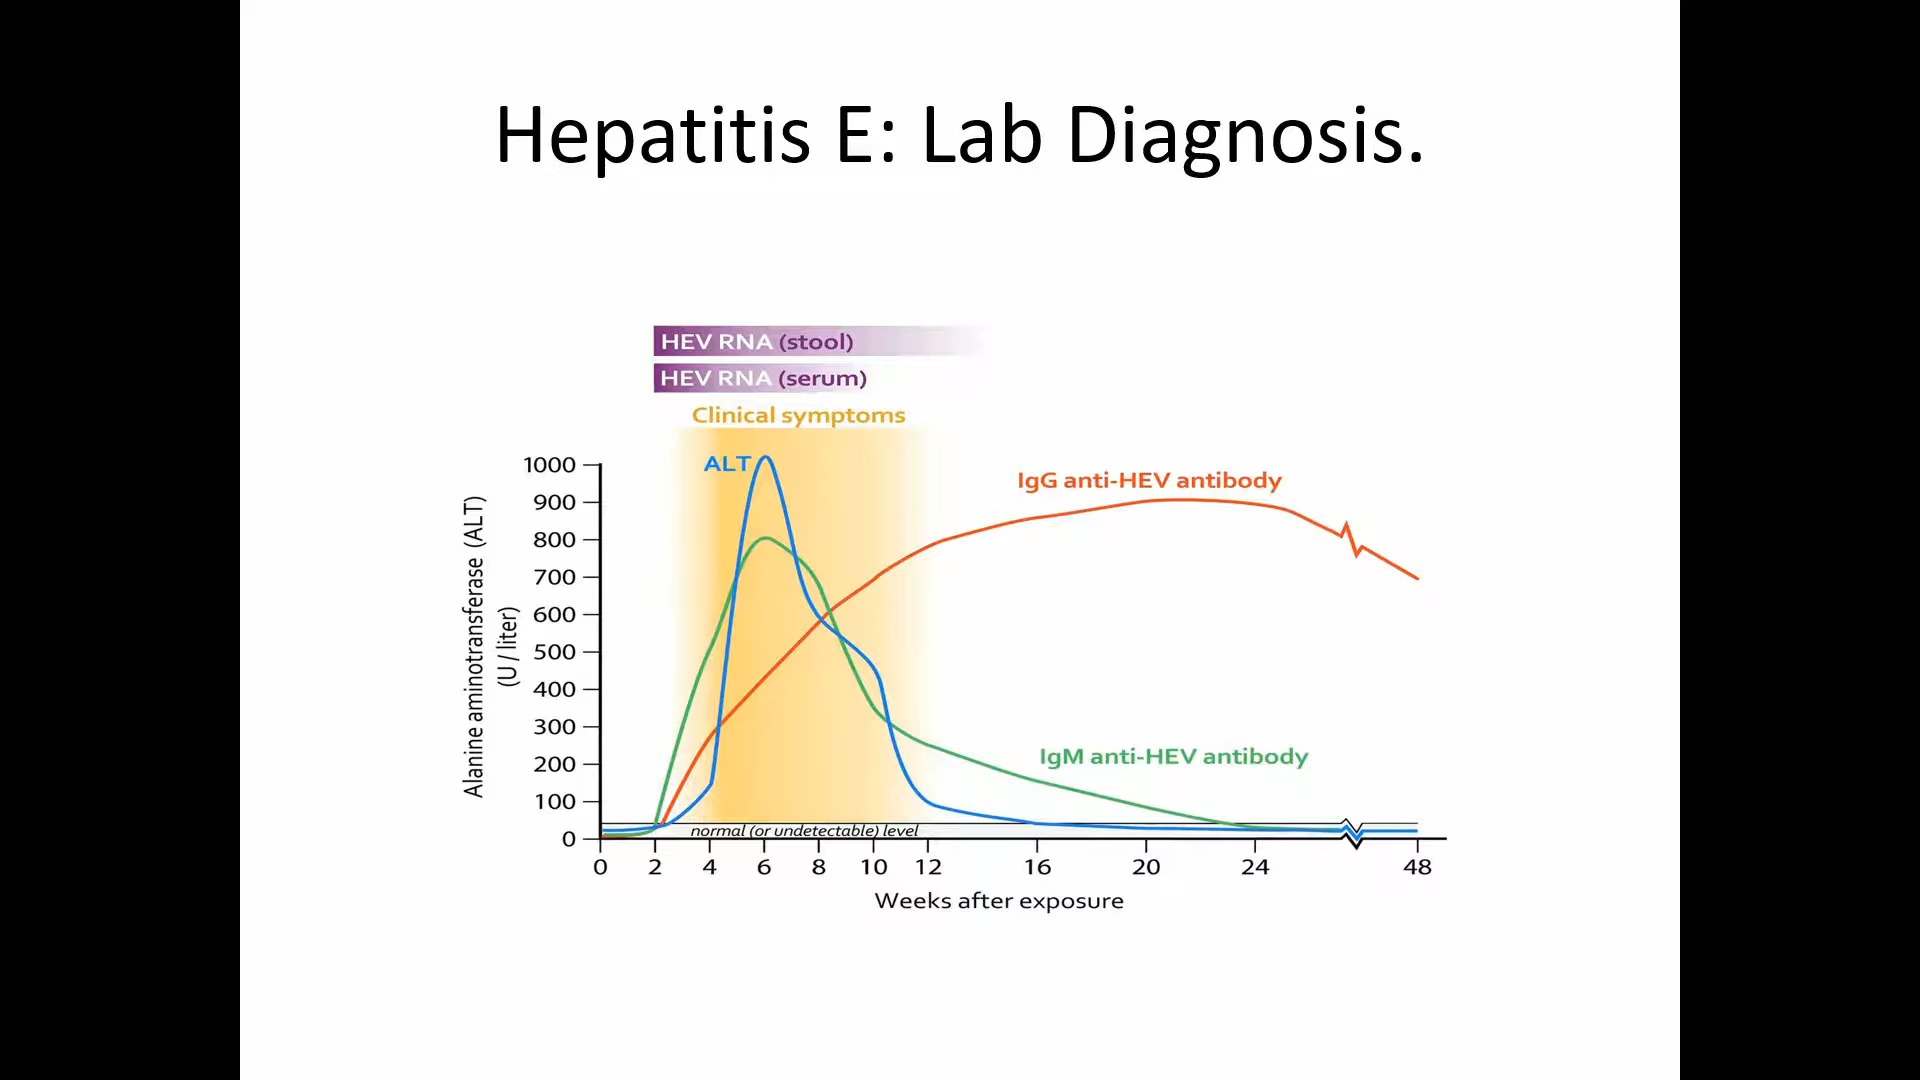 Hepatitis E: Lab Diagnosis.
HEV RNA (stool)
HEV RNA (serum)
Clinical symptoms
ALT
IgG anti-HEV antibody
IgM anti-HEV antibody
normal (or undetectable) level
Alanine aminotransferase (ALT)
(U / liter)
1000
900
800
700
600
500
400
300
200
100
0
0 2 4 6 8 10 12 16 20 24 48
Weeks after exposure